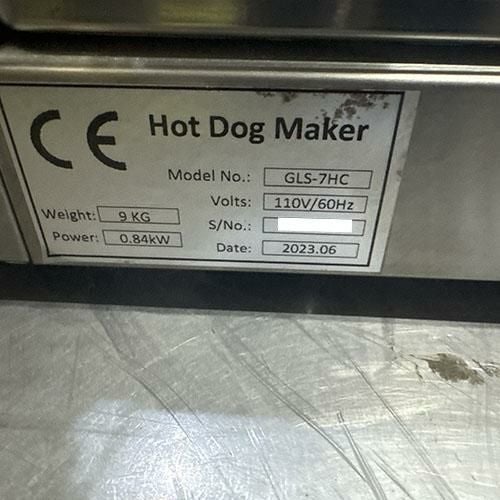 CE Hot Dog Maker
Model No.: GLS-7HC
Volts: 110V/60Hz
Weight: 9 KG
S/No.:
Power: 0.84kW
Date: 2023.06